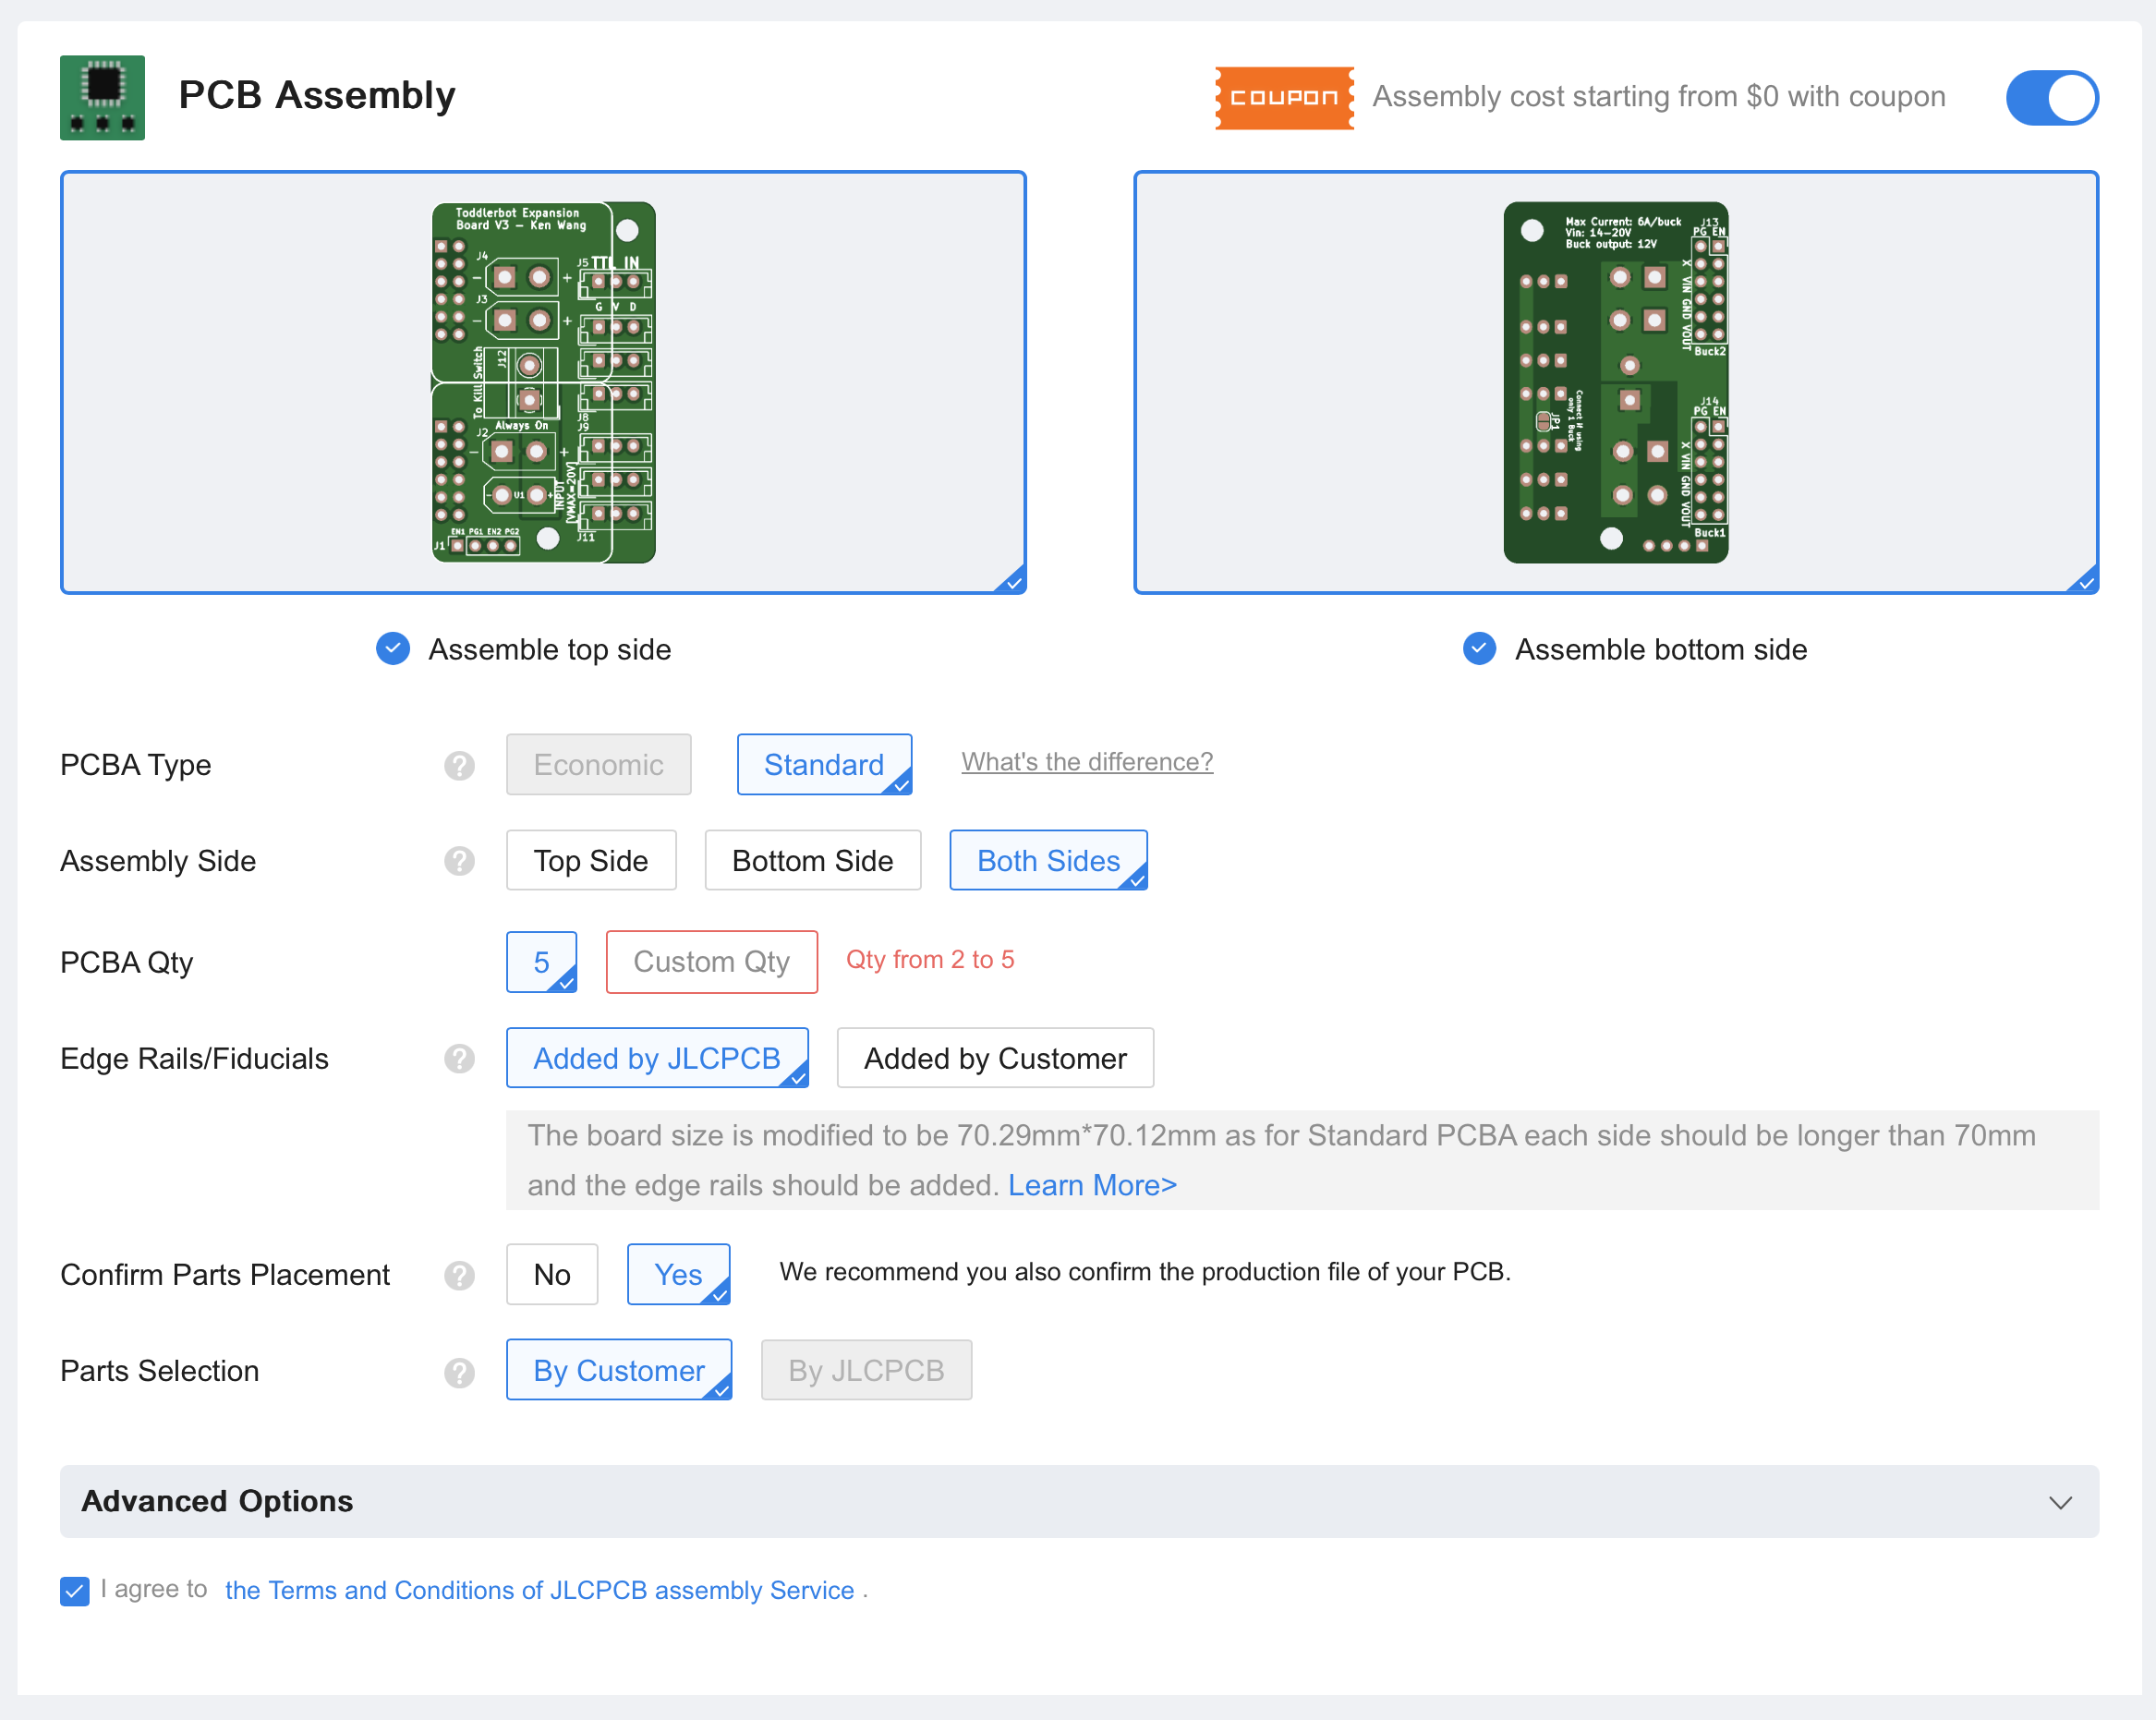 PCB Assembly
COUPON
Assembly cost starting from $0 with coupon
Toddlerbot Expansion
Board V3 - Ken Wang
J4
J5 TTL IN
- +
J3
G V D
- +
J12
To Kill Switch
J8
J9
Always On
J2
- +
- U1 +
INPUT
[VMAX=20V]
EN1 PG1 EN2 PG2
J1
J11
Max Current: 6A/buck
Vin: 14-20V
Buck output: 12V
J13
PG EN
X VIN GND VOUT
Buck2
Connect if using
only 1 Buck
JP1
J14
PG EN
X VIN GND VOUT
Buck1
Assemble top side
Assemble bottom side
PCBA Type
?
Economic
Standard
What's the difference?
Assembly Side
?
Top Side
Bottom Side
Both Sides
PCBA Qty
5
Custom Qty
Qty from 2 to 5
Edge Rails/Fiducials
?
Added by JLCPCB
Added by Customer
The board size is modified to be 70.29mm*70.12mm as for Standard PCBA each side should be longer than 70mm
and the edge rails should be added. Learn More>
Confirm Parts Placement
?
No
Yes
We recommend you also confirm the production file of your PCB.
Parts Selection
?
By Customer
By JLCPCB
Advanced Options
I agree to the Terms and Conditions of JLCPCB assembly Service .